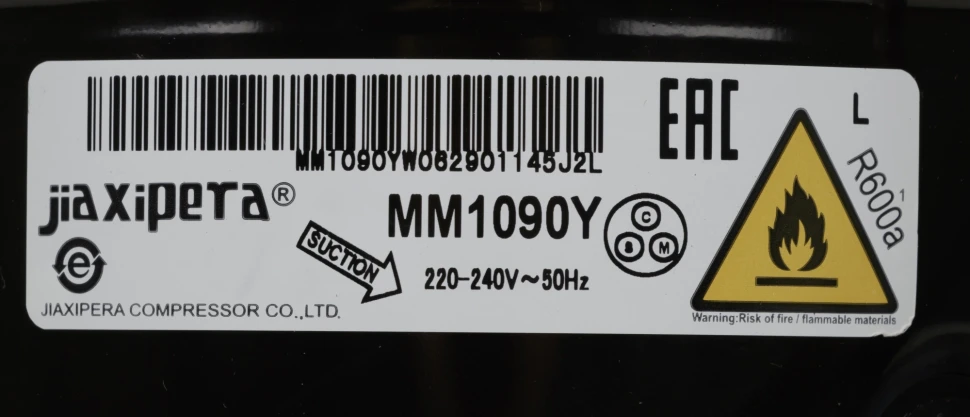 MM1090YW062901145J2L
jiaxipera®
MM1090Y
C
S M
SUCTION
220-240V~50Hz
e
JIAXIPERA COMPRESSOR CO.,LTD.
EAC
L
R600a
1
Warning:Risk of fire / flammable materials